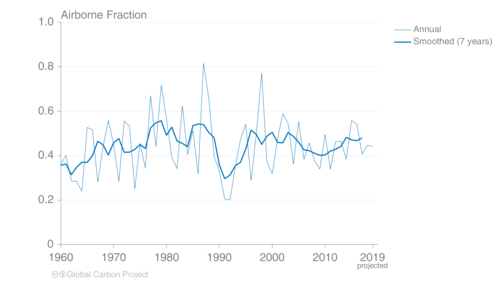 Airborne Fraction
Annual
Smoothed (7 years)
1.0
0.8
0.6
0.4
0.2
0
1960 1970 1980 1990 2000 2010 2019
projected
Global Carbon Project